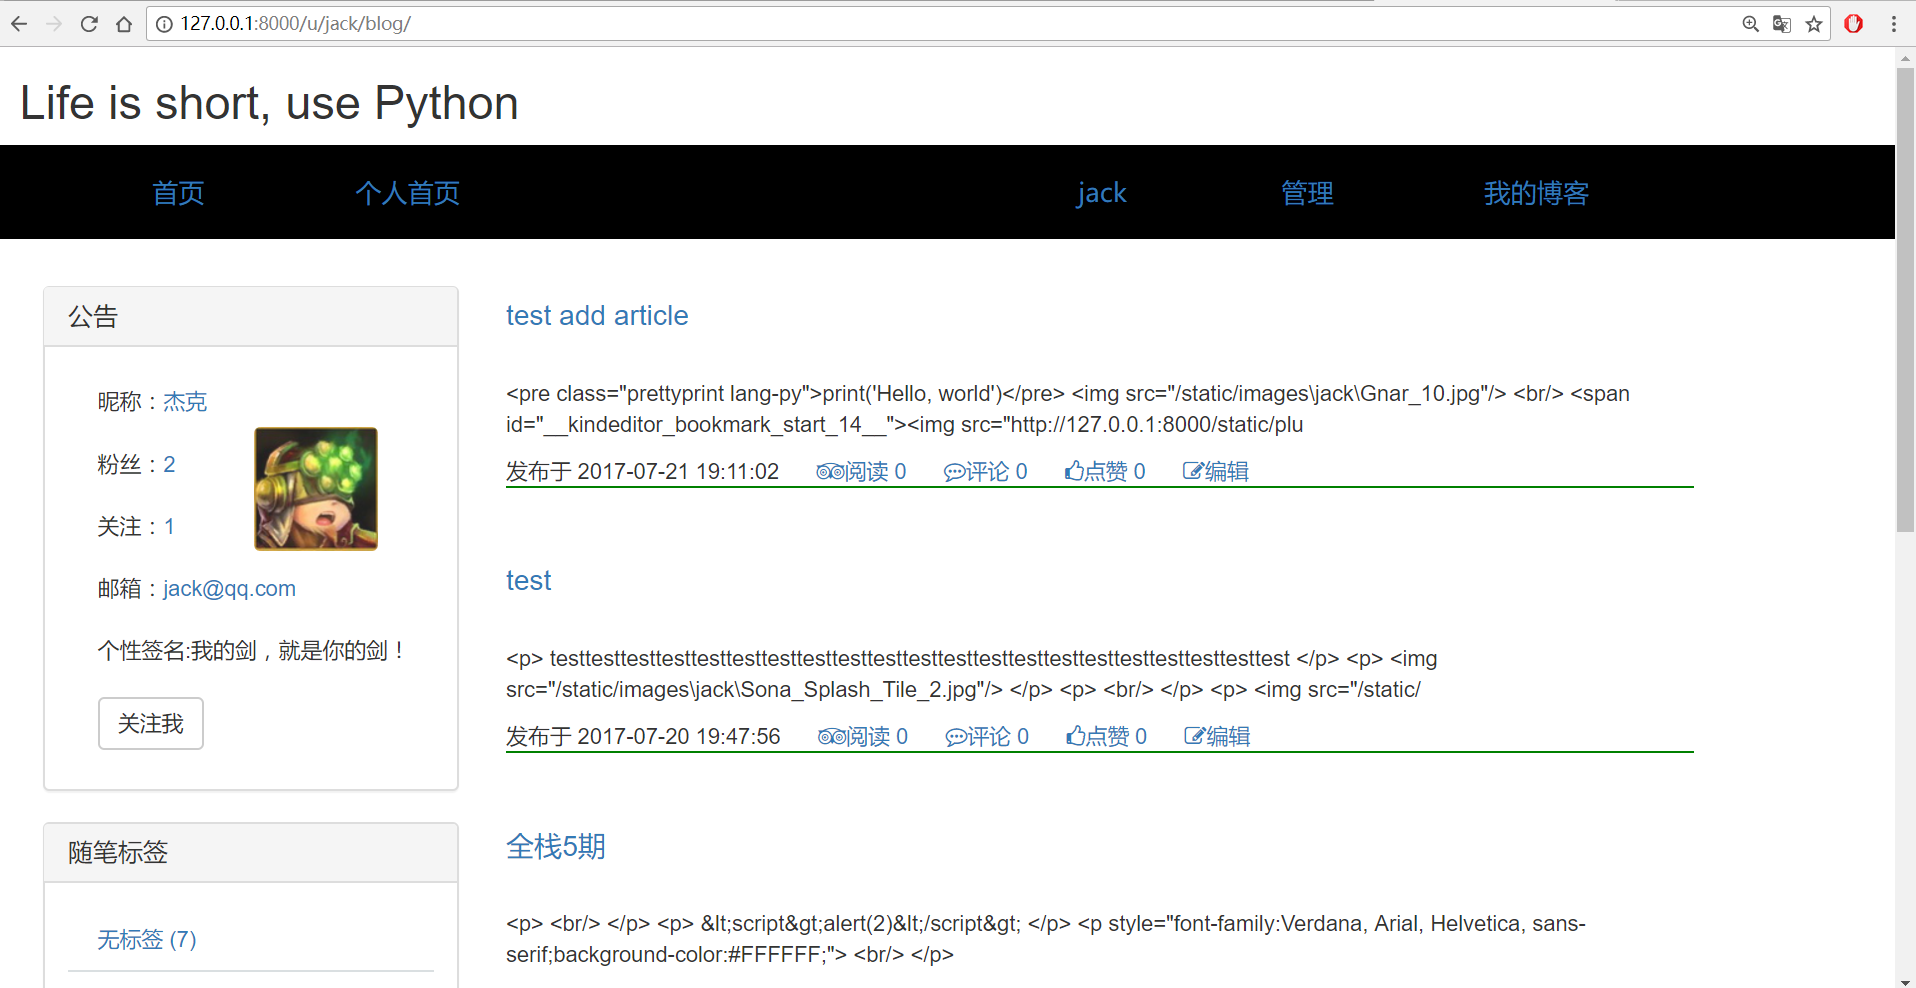 127.0.0.1:8000/u/jack/blog/
Life is short, use Python
首页 个人首页 jack 管理 我的博客
公告
昵称：杰克
粉丝：2
关注：1
邮箱：jack@qq.com
个性签名:我的剑，就是你的剑！
关注我
随笔标签
无标签 (7)
test add article
<pre class="prettyprint lang-py">print('Hello, world')</pre> <img src="/static/images\jack\Gnar_10.jpg"/> <br/> <span
id="__kindeditor_bookmark_start_14__"><img src="http://127.0.0.1:8000/static/plu
发布于 2017-07-21 19:11:02 阅读 0 评论 0 点赞 0 编辑
test
<p> testtesttesttesttesttesttesttesttesttesttesttesttesttesttesttesttesttesttesttesttest </p> <p> <img
src="/static/images\jack\Sona_Splash_Tile_2.jpg"/> </p> <p> <br/> </p> <p> <img src="/static/
发布于 2017-07-20 19:47:56 阅读 0 评论 0 点赞 0 编辑
全栈5期
<p> <br/> </p> <p> &lt;script&gt;alert(2)&lt;/script&gt; </p> <p style="font-family:Verdana, Arial, Helvetica, sans-
serif;background-color:#FFFFFF;"> <br/> </p>